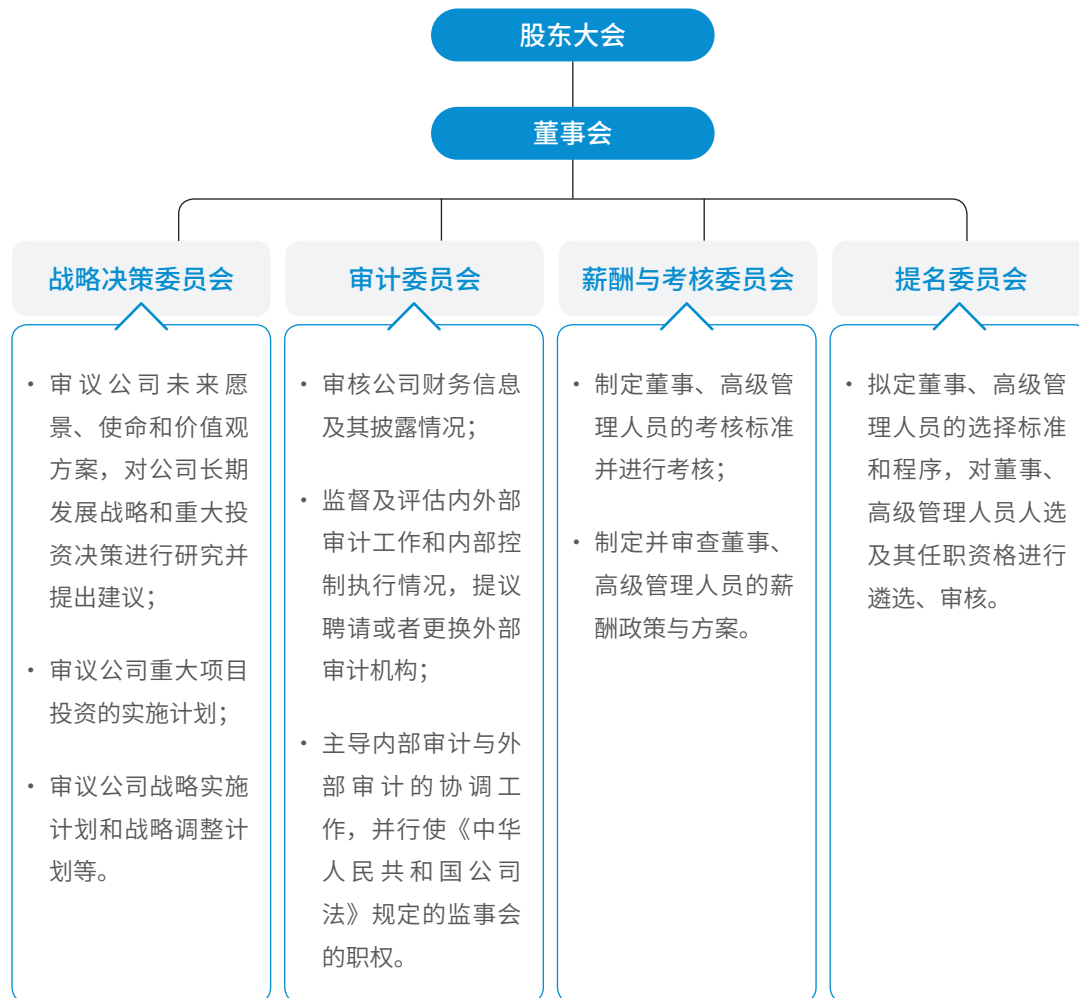 股东大会
董事会
战略决策委员会
• 审议公司未来愿
景、使命和价值观
方案，对公司长期
发展战略和重大投
资决策进行研究并
提出建议；
• 审议公司重大项目
投资的实施计划；
• 审议公司战略实施
计划和战略调整计
划等。
审计委员会
• 审核公司财务信息
及其披露情况；
• 监督及评估内外部
审计工作和内部控
制执行情况，提议
聘请或者更换外部
审计机构；
• 主导内部审计与外
部审计的协调工
作，并行使《中华
人民共和国公司
法》规定的监事会
的职权。
薪酬与考核委员会
• 制定董事、高级管
理人员的考核标准
并进行考核；
• 制定并审查董事、
高级管理人员的薪
酬政策与方案。
提名委员会
• 拟定董事、高级管
理人员的选择标准
和程序，对董事、
高级管理人员人选
及其任职资格进行
遴选、审核。